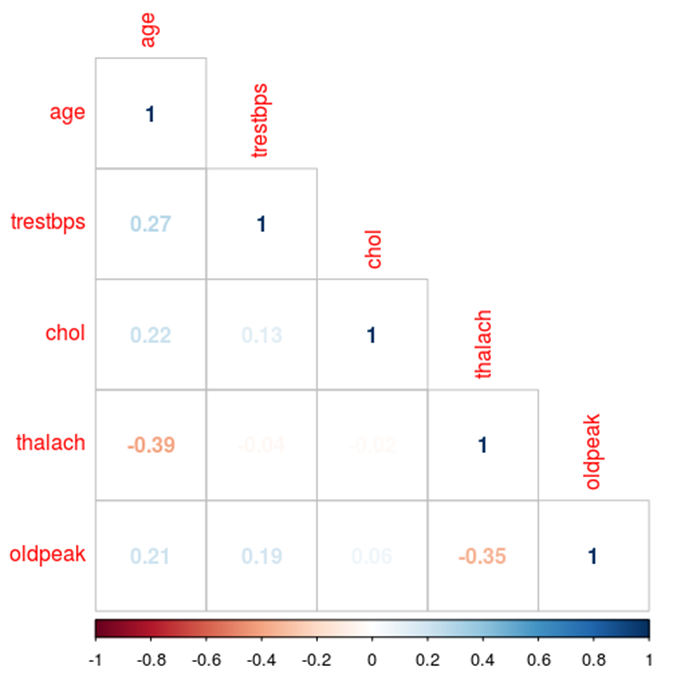 age
age 1 trestbps
trestbps 0.27 1 chol
chol 0.22 0.13 1 thalach
thalach -0.39 -0.04 -0.02 1 oldpeak
oldpeak 0.21 0.19 0.06 -0.35 1
-1 -0.8 -0.6 -0.4 -0.2 0 0.2 0.4 0.6 0.8 1